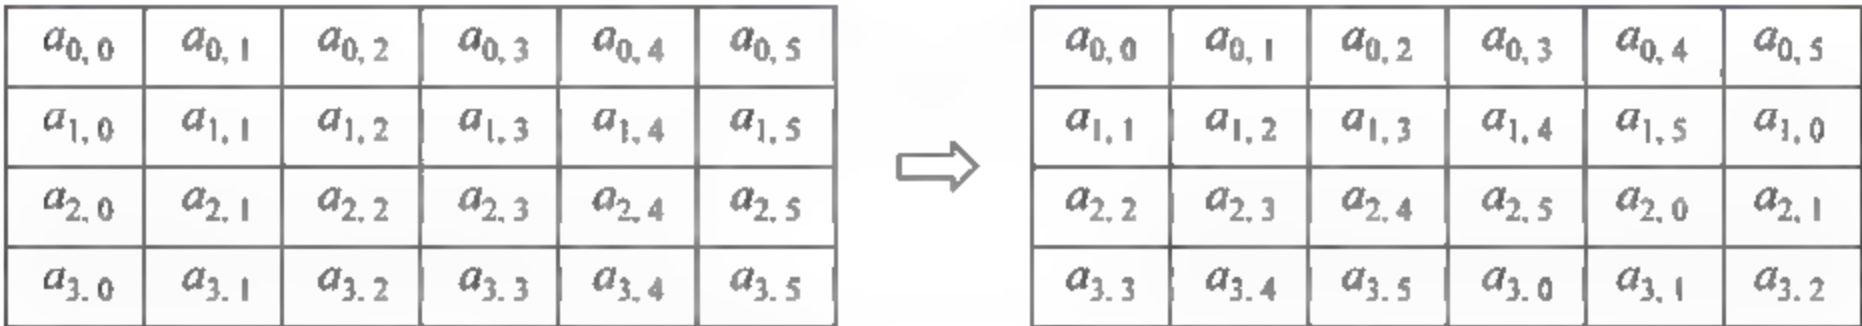 a0,0 a0,1 a0,2 a0,3 a0,4 a0,5 a0,0 a0,1 a0,2 a0,3 a0,4 a0,5
a1,0 a1,1 a1,2 a1,3 a1,4 a1,5 a1,1 a1,2 a1,3 a1,4 a1,5 a1,0
a2,0 a2,1 a2,2 a2,3 a2,4 a2,5 a2,2 a2,3 a2,4 a2,5 a2,0 a2,1
a3,0 a3,1 a3,2 a3,3 a3,4 a3,5 a3,3 a3,4 a3,5 a3,0 a3,1 a3,2